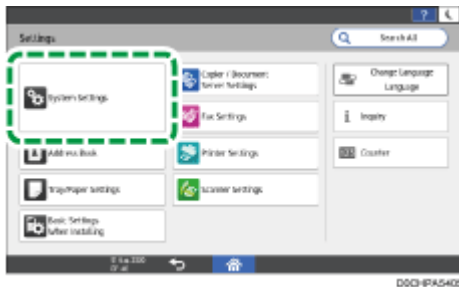 ?
Settings
Search All
System Settings
Copier / Document
Server Settings
Change Language
Language
Fax Settings
Inquiry
Address Book
Printer Settings
Counter
Tray/Paper Settings
Scanner Settings
Basic Settings
When Installing
D0CHPA5405